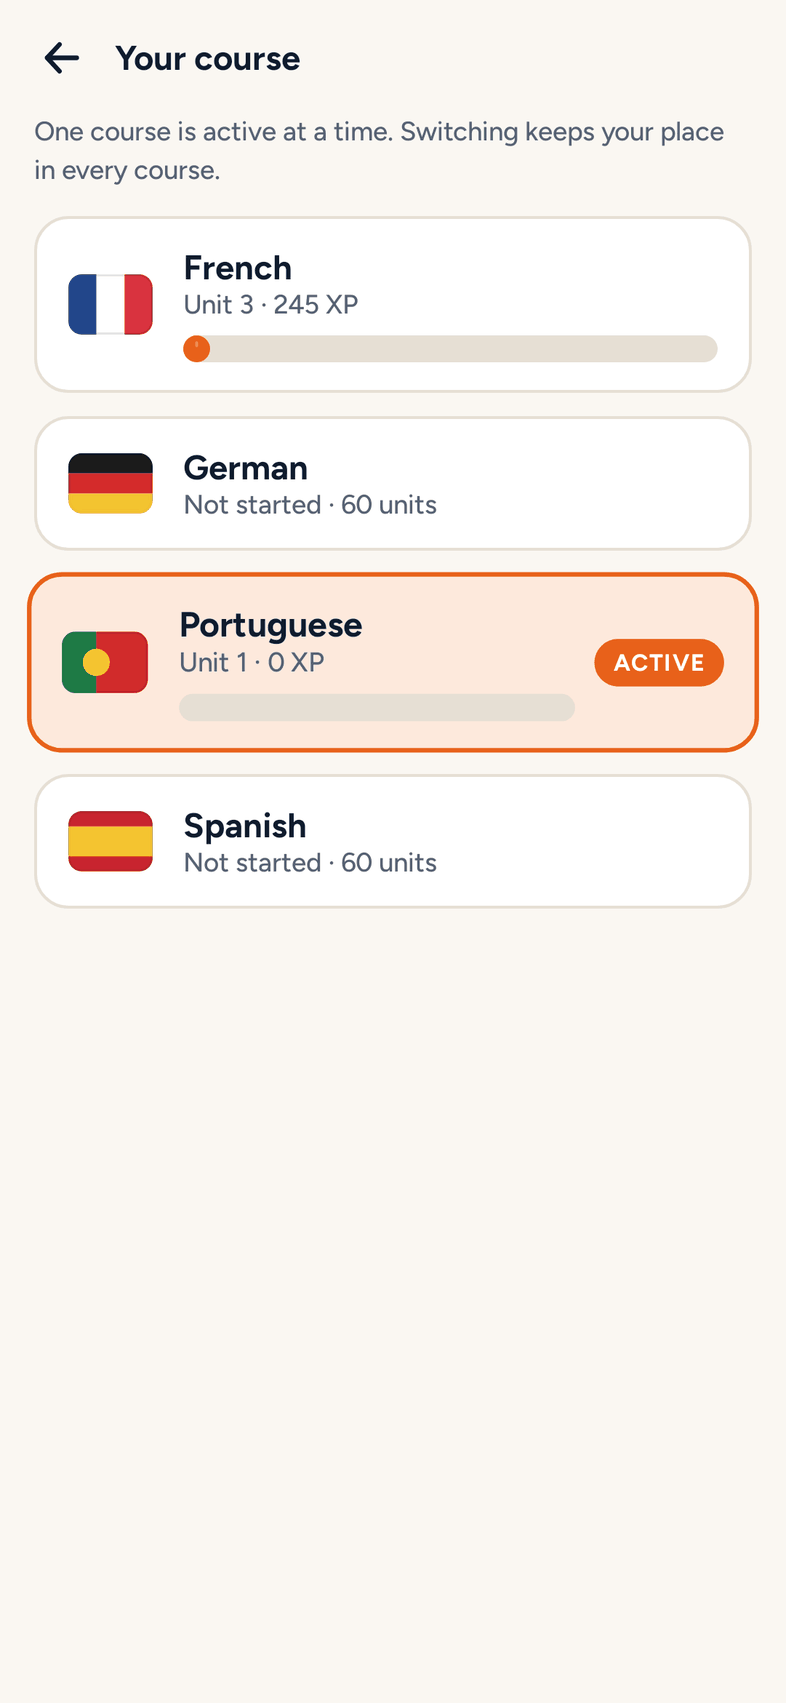 Your course
One course is active at a time. Switching keeps your place
in every course.
French
Unit 3 · 245 XP
German
Not started · 60 units
Portuguese
Unit 1 · 0 XP
ACTIVE
Spanish
Not started · 60 units